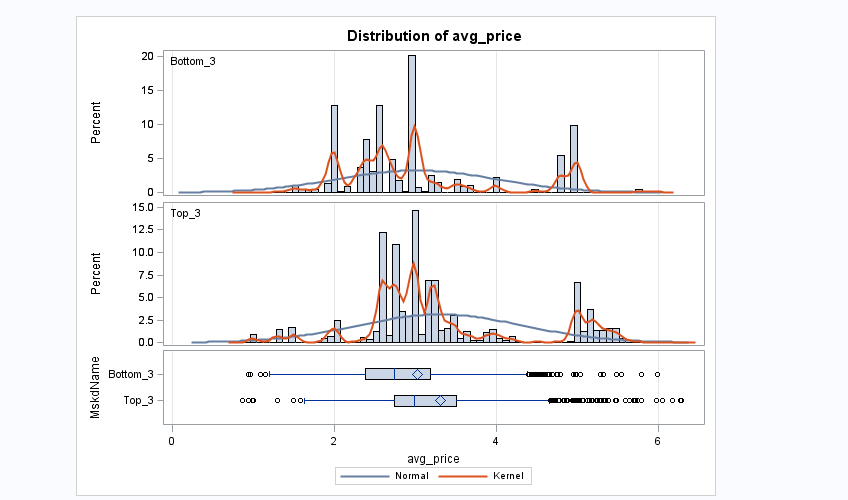 Distribution of avg_price
Bottom_3
20
15
10
5
0
Percent
Top_3
15.0
12.5
10.0
7.5
5.0
2.5
0.0
Percent
MskdName
Bottom_3
Top_3
0 2 4 6
avg_price
Normal Kernel